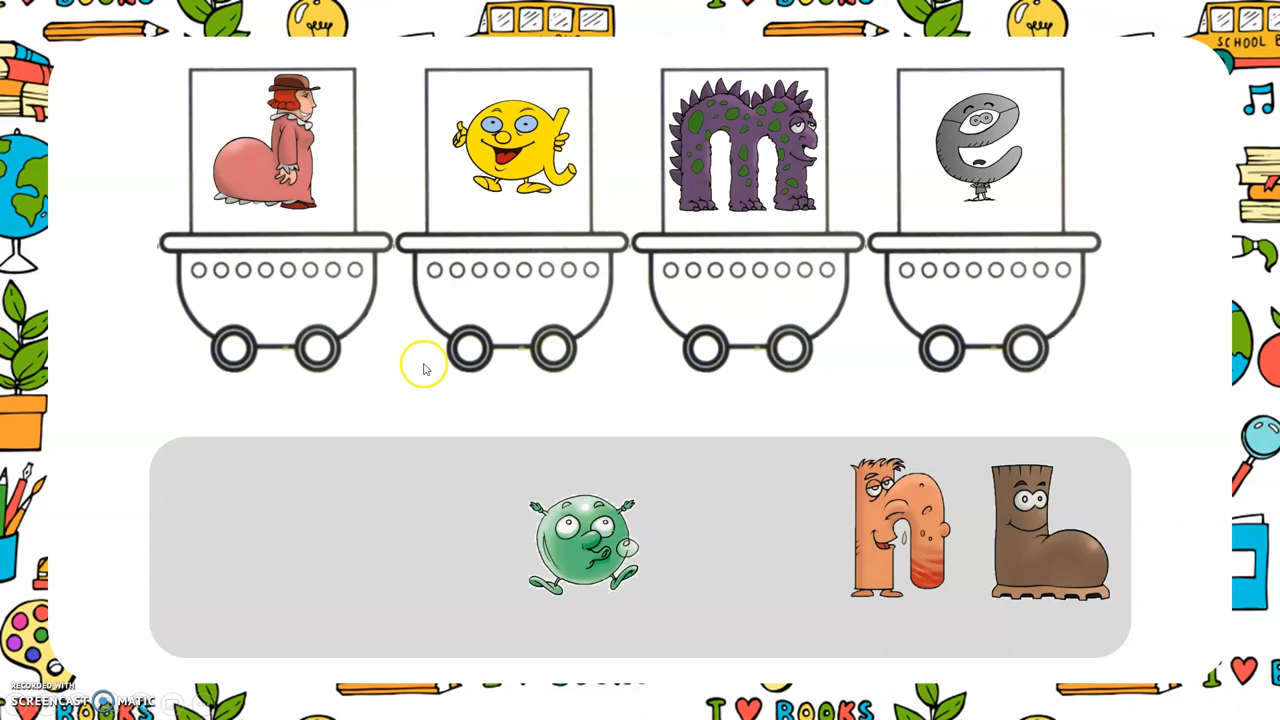 d a m e
o n b
SCHOOL B
RECORDED WITH
SCREENCAST MATIC
I ♥ BOOKS